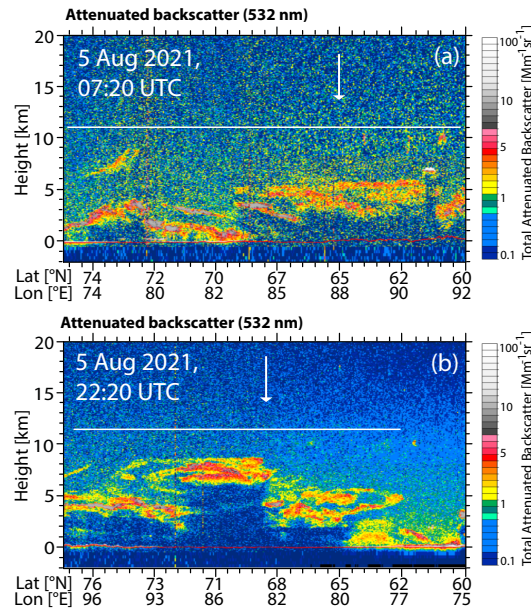 Attenuated backscatter (532 nm)
5 Aug 2021,
07:20 UTC
(a)
Height [km]
20
15
10
5
0
Lat [°N] 74 72 70 67 65 62 60
Lon [°E] 74 80 82 85 88 90 92
100
10
5
1
0.1
Total Attenuated Backscatter [Mm⁻¹sr⁻¹]
Attenuated backscatter (532 nm)
5 Aug 2021,
22:20 UTC
(b)
Height [km]
20
15
10
5
0
Lat [°N] 76 73 71 68 65 62 60
Lon [°E] 96 93 86 82 80 77 75
100
10
5
1
0.1
Total Attenuated Backscatter [Mm⁻¹sr⁻¹]